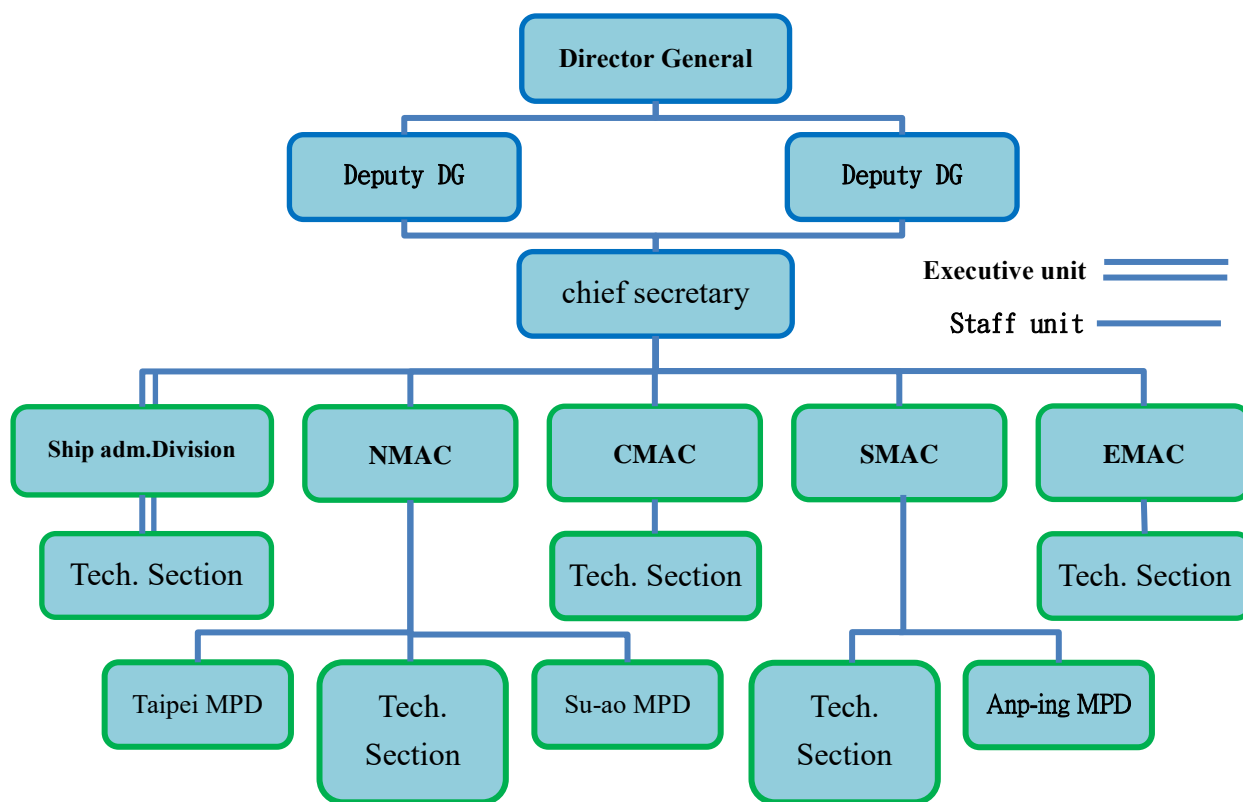 Director General
Deputy DG
Deputy DG
chief secretary
Executive unit
Staff unit
Ship adm.Division
NMAC
CMAC
SMAC
EMAC
Tech. Section
Tech. Section
Tech. Section
Taipei MPD
Tech.
Section
Su-ao MPD
Tech.
Section
Anp-ing MPD